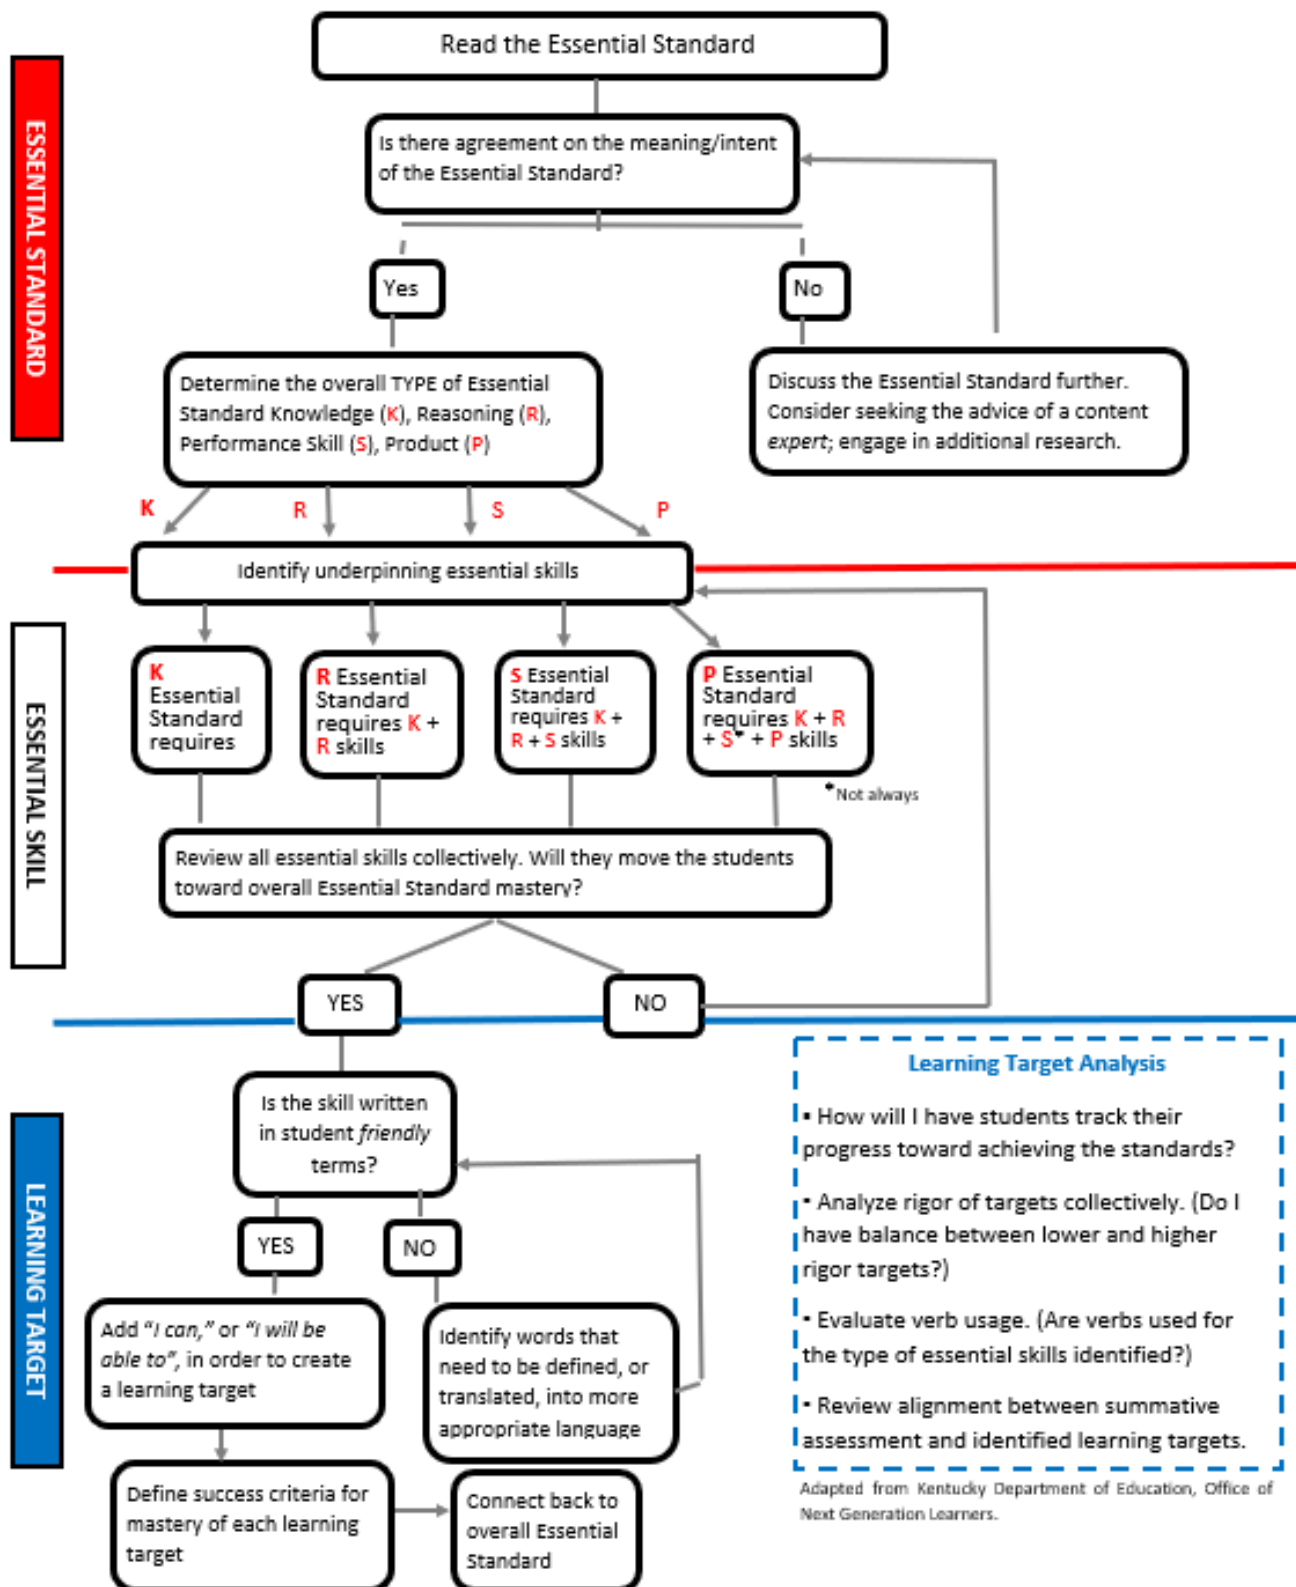 Read the Essential Standard
ESSENTIAL STANDARD
Is there agreement on the meaning/intent
of the Essential Standard?
Yes
No
Determine the overall TYPE of Essential
Standard Knowledge (K), Reasoning (R),
Performance Skill (S), Product (P)
Discuss the Essential Standard further.
Consider seeking the advice of a content
expert; engage in additional research.
K
R
S
P
Identify underpinning essential skills
ESSENTIAL SKILL
K
Essential
Standard
requires
R Essential
Standard
requires K +
R skills
S Essential
Standard
requires K +
R + S skills
P Essential
Standard
requires K + R
+ S* + P skills
*Not always
Review all essential skills collectively. Will they move the students
toward overall Essential Standard mastery?
YES
NO
LEARNING TARGET
Is the skill written
in student friendly
terms?
YES
NO
Add “I can,” or “I will be
able to”, in order to create
a learning target
Identify words that
need to be defined, or
translated, into more
appropriate language
Define success criteria for
mastery of each learning
target
Connect back to
overall Essential
Standard
Learning Target Analysis
▪ How will I have students track their
progress toward achieving the standards?
▪ Analyze rigor of targets collectively. (Do I
have balance between lower and higher
rigor targets?)
▪ Evaluate verb usage. (Are verbs used for
the type of essential skills identified?)
▪ Review alignment between summative
assessment and identified learning targets.
Adapted from Kentucky Department of Education, Office of
Next Generation Learners.